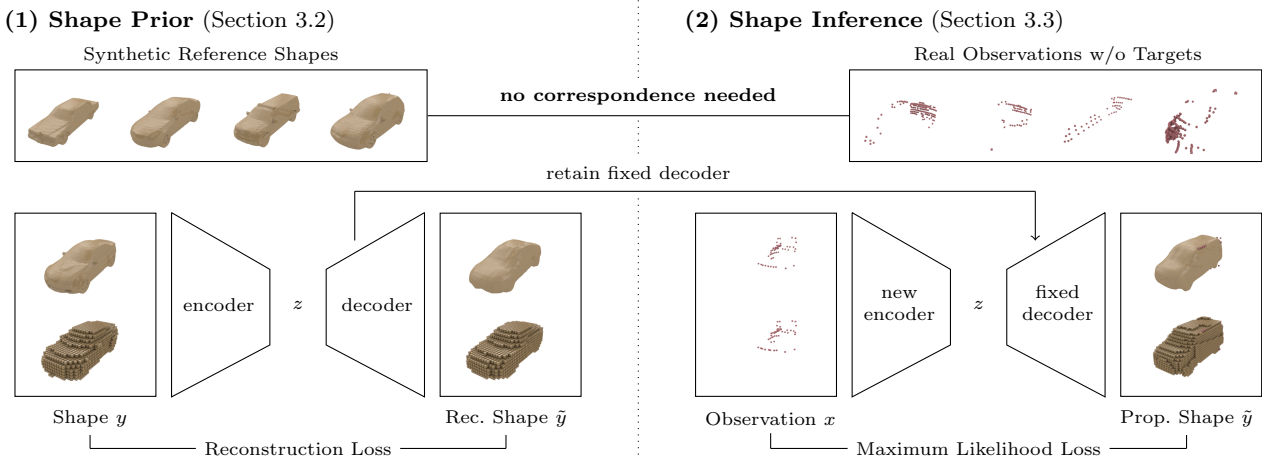 (1) Shape Prior (Section 3.2)
Synthetic Reference Shapes
(2) Shape Inference (Section 3.3)
Real Observations w/o Targets
no correspondence needed
retain fixed decoder
encoder
z
decoder
new
encoder
z
fixed
decoder
Shape y
Rec. Shape ỹ
Observation x
Prop. Shape ỹ
Reconstruction Loss
Maximum Likelihood Loss